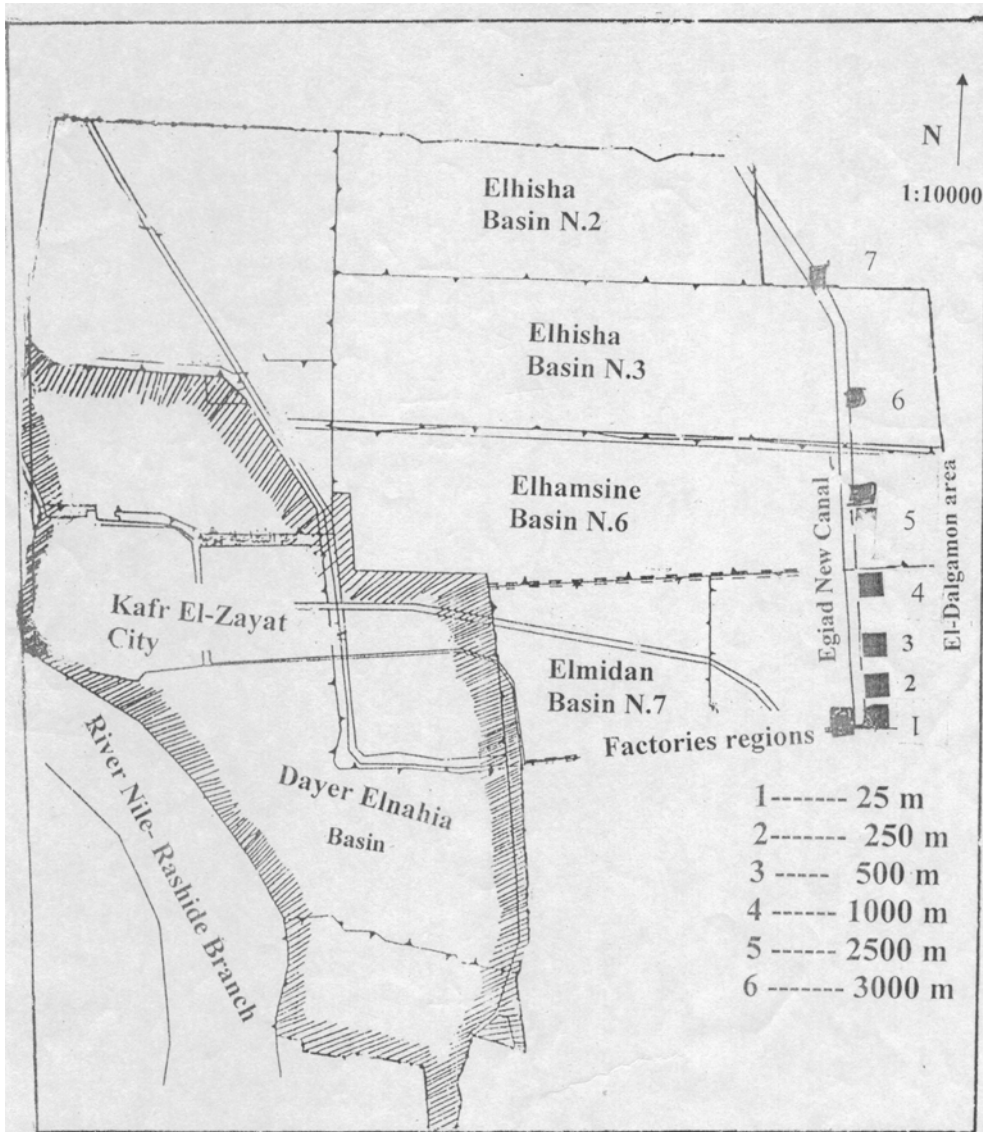 N
1:10000
Elhisha
Basin N.2
7
Elhisha
Basin N.3
6
Elhamsine
Basin N.6
5
Egiad New Canal
El-Dalgamon area
4
Kafr El-Zayat
City
3
Elmidan
Basin N.7
2
1
Factories regions
River Nile- Rashide Branch
Dayer Elnahia
Basin
1------- 25 m
2-------- 250 m
3 ------ 500 m
4 ------- 1000 m
5 ------- 2500 m
6 -------- 3000 m